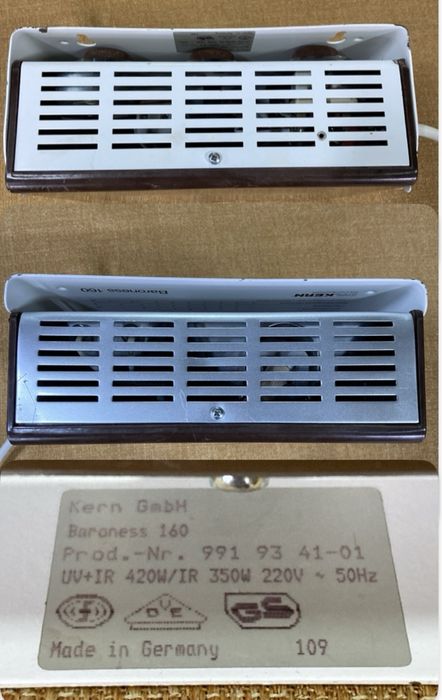 Baroness 160
KERN
Kern GmbH
Baroness 160
Prod.-Nr. 991 93 41-01
UV+IR 420W/IR 350W 220V ~ 50Hz
VDE
GS
Made in Germany 109